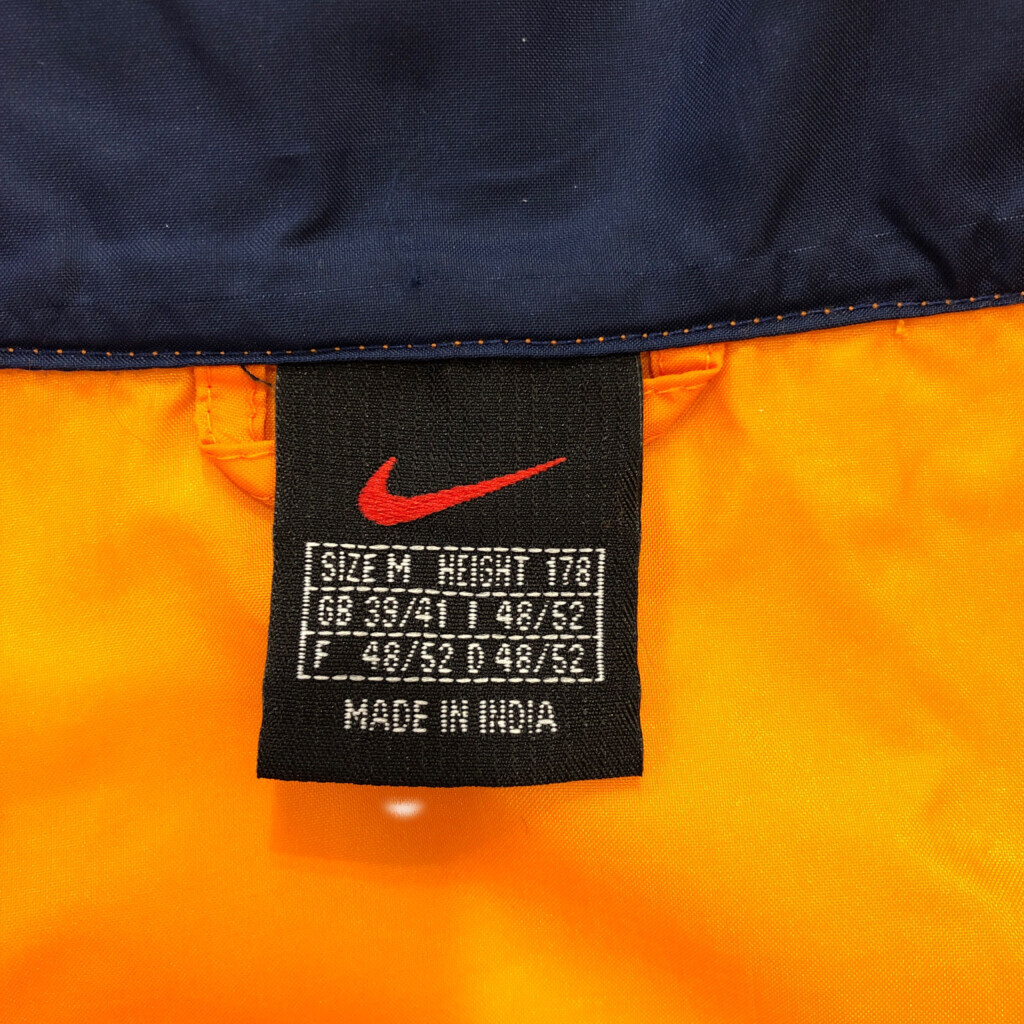 SIZE M HEIGHT 178
GB 39/41 I 48/52
F 48/52 D 48/52
MADE IN INDIA